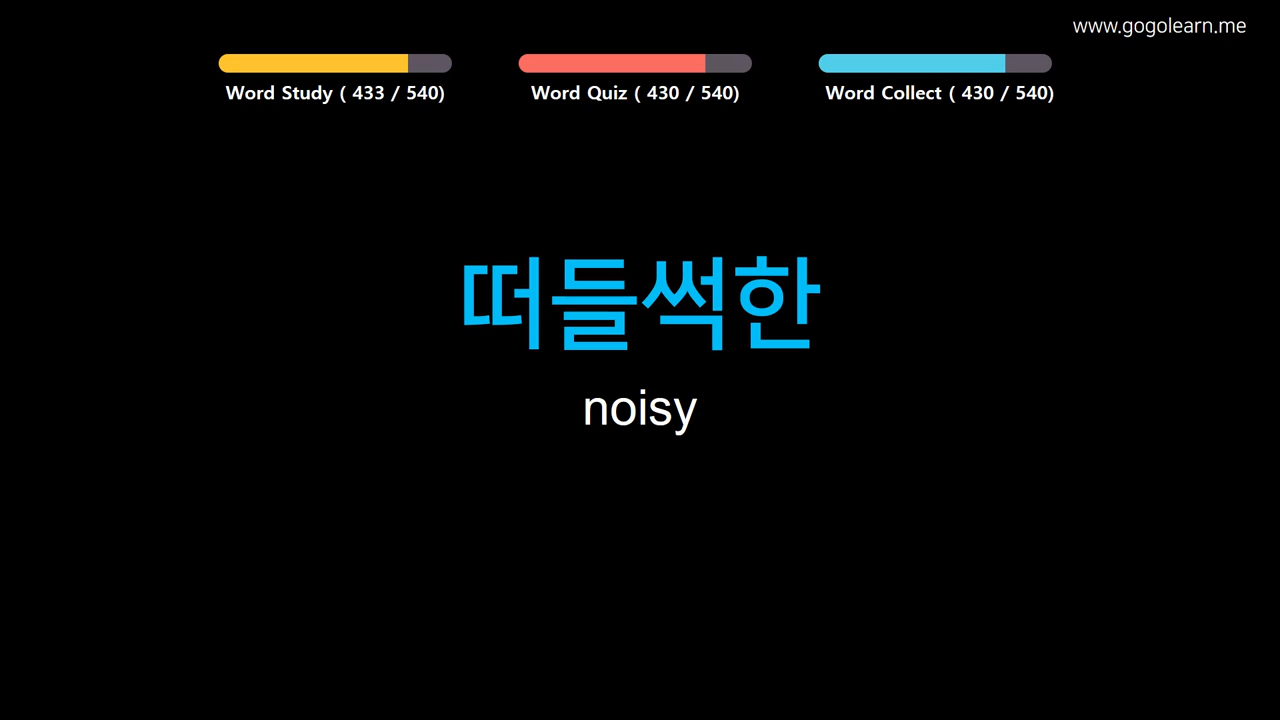 www.gogolearn.me
Word Study ( 433 / 540)
Word Quiz ( 430 / 540)
Word Collect ( 430 / 540)
떠들썩한
noisy